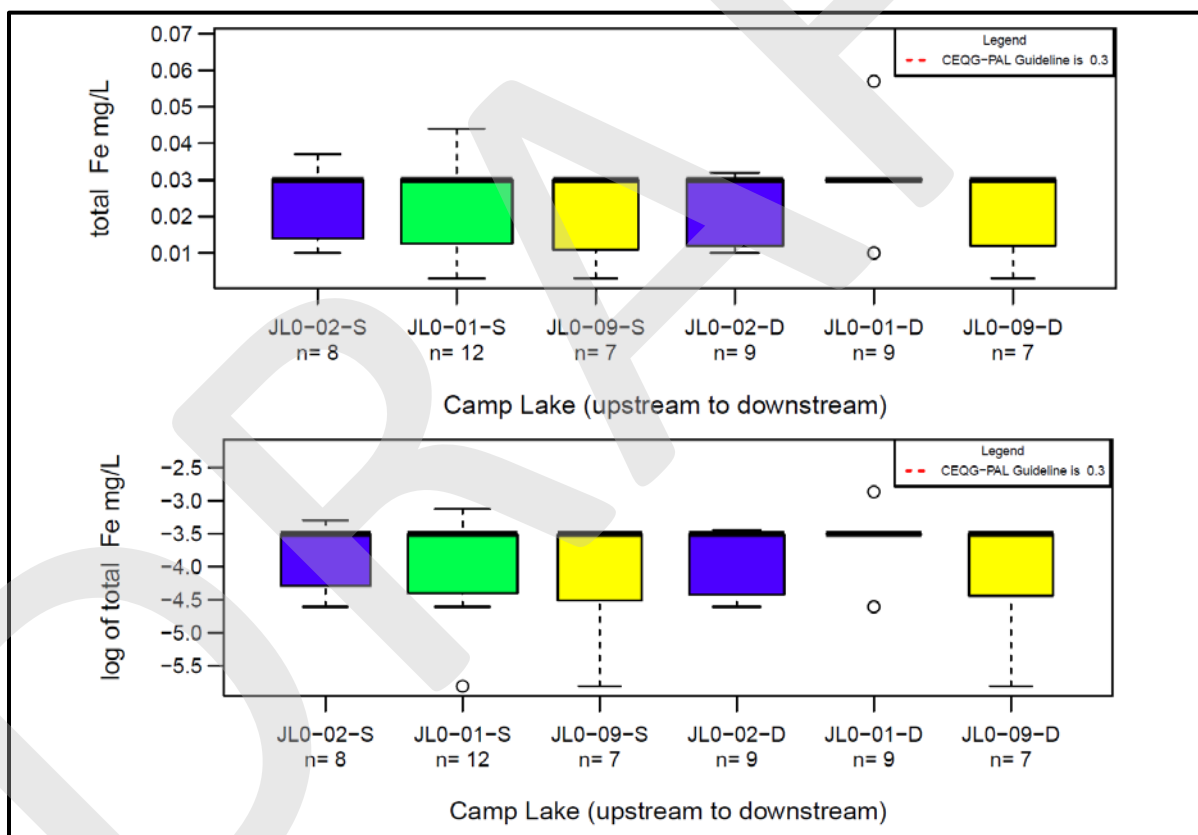 total Fe mg/L
0.07
0.06
0.05
0.04
0.03
0.02
0.01
Legend
CEQG-PAL Guideline is 0.3
JL0-02-S JL0-01-S JL0-09-S JL0-02-D JL0-01-D JL0-09-D
n= 8 n= 12 n= 7 n= 9 n= 9 n= 7
Camp Lake (upstream to downstream)
log of total Fe mg/L
-2.5
-3.0
-3.5
-4.0
-4.5
-5.0
-5.5
Legend
CEQG-PAL Guideline is 0.3
JL0-02-S JL0-01-S JL0-09-S JL0-02-D JL0-01-D JL0-09-D
n= 8 n= 12 n= 7 n= 9 n= 9 n= 7
Camp Lake (upstream to downstream)
DRAF